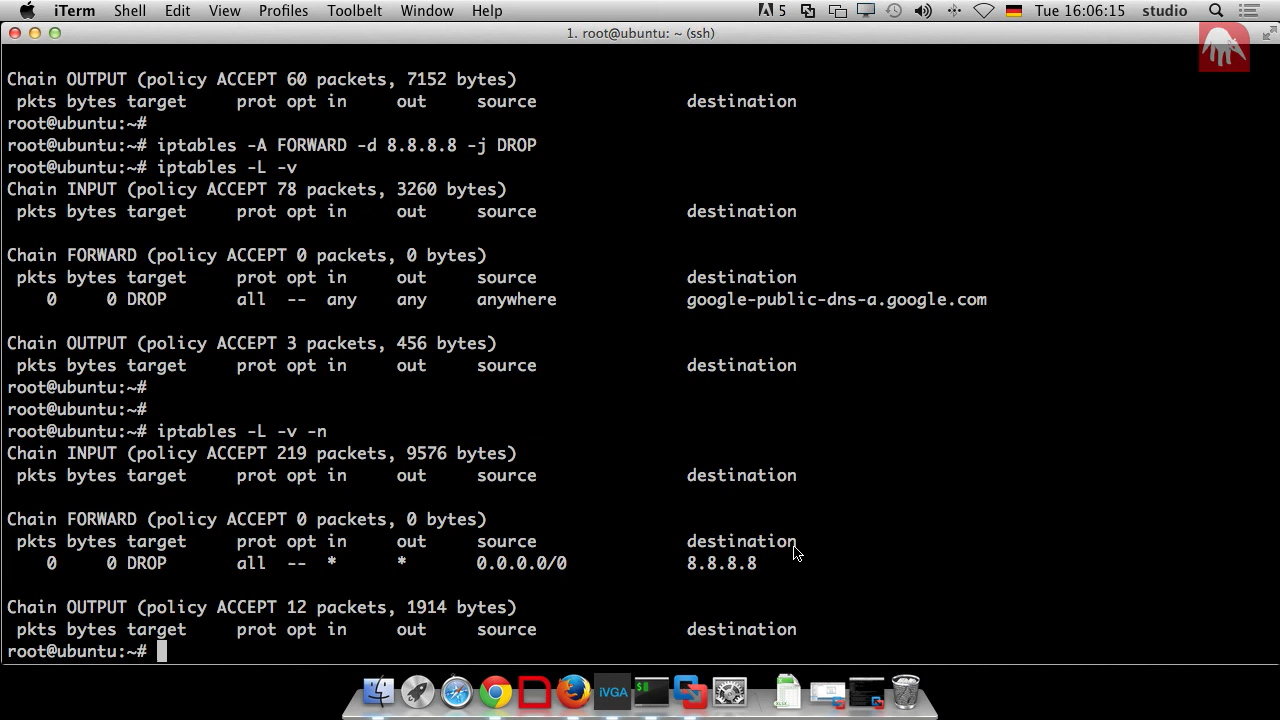 iTerm Shell Edit View Profiles Toolbelt Window Help 5 Tue 16:06:15 studio
1. root@ubuntu: ~ (ssh)
Chain OUTPUT (policy ACCEPT 60 packets, 7152 bytes)
pkts bytes target prot opt in out source destination
root@ubuntu:~#
root@ubuntu:~# iptables -A FORWARD -d 8.8.8.8 -j DROP
root@ubuntu:~# iptables -L -v
Chain INPUT (policy ACCEPT 78 packets, 3260 bytes)
pkts bytes target prot opt in out source destination
Chain FORWARD (policy ACCEPT 0 packets, 0 bytes)
pkts bytes target prot opt in out source destination
0 0 DROP all -- any any anywhere google-public-dns-a.google.com
Chain OUTPUT (policy ACCEPT 3 packets, 456 bytes)
pkts bytes target prot opt in out source destination
root@ubuntu:~#
root@ubuntu:~#
root@ubuntu:~# iptables -L -v -n
Chain INPUT (policy ACCEPT 219 packets, 9576 bytes)
pkts bytes target prot opt in out source destination
Chain FORWARD (policy ACCEPT 0 packets, 0 bytes)
pkts bytes target prot opt in out source destination
0 0 DROP all -- * * 0.0.0.0/0 8.8.8.8
Chain OUTPUT (policy ACCEPT 12 packets, 1914 bytes)
pkts bytes target prot opt in out source destination
root@ubuntu:~#
iVGA